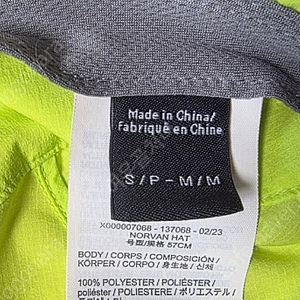 Made in China/
Fabriqué en Chine
S/P - M/M
X000007068 - 137068 - 02/23
NORVAN HAT
号型/规格 57CM
BODY / CORPS / COMPOSICIÓN /
KÖRPER / CORPO / 身生地 / 신체
100% POLYESTER / POLIÉSTER /
poliéster / POLIESTERE / ポリエステル /